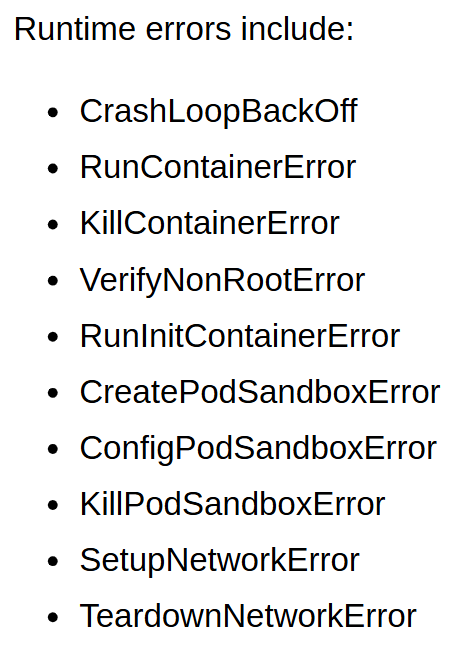 Runtime errors include:
• CrashLoopBackOff
• RunContainerError
• KillContainerError
• VerifyNonRootError
• RunInitContainerError
• CreatePodSandboxError
• ConfigPodSandboxError
• KillPodSandboxError
• SetupNetworkError
• TeardownNetworkError